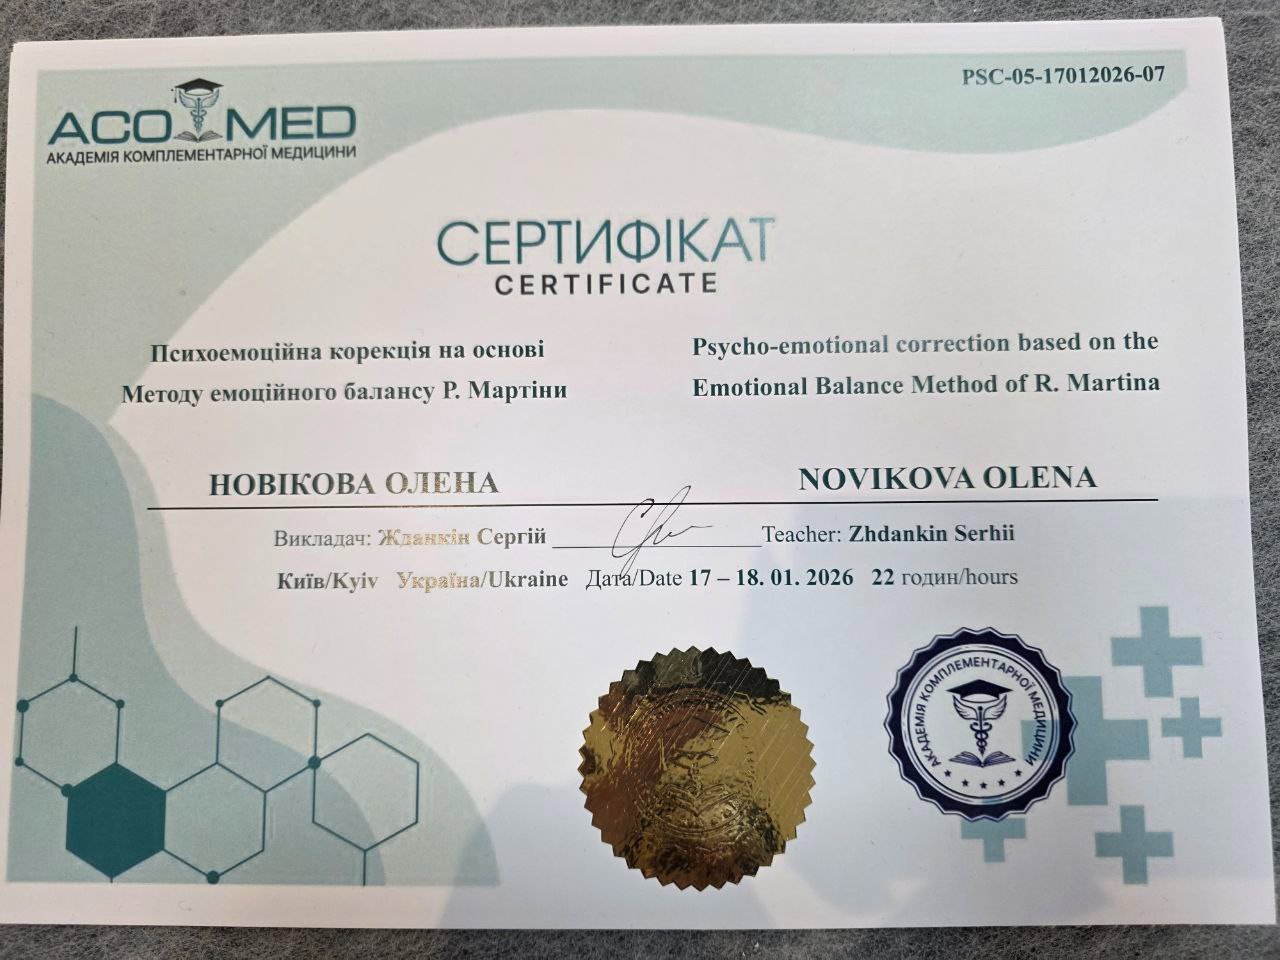 PSC-05-17012026-07
ACO MED
АКАДЕМІЯ КОМПЛЕМЕНТАРНОЇ МЕДИЦИНИ
СЕРТИФІКАТ
CERTIFICATE
Психоемоційна корекція на основі
Методу емоційного балансу Р. Мартіни
Psycho-emotional correction based on the
Emotional Balance Method of R. Martina
НОВІКОВА ОЛЕНА NOVIKOVA OLENA
Викладач: Жданкін Сергій Teacher: Zhdankin Serhii
Київ/Kyiv Україна/Ukraine Дата/Date 17 – 18. 01. 2026 22 годин/hours
АКАДЕМІЯ КОМПЛЕМЕНТАРНОЇ МЕДИЦИНИ